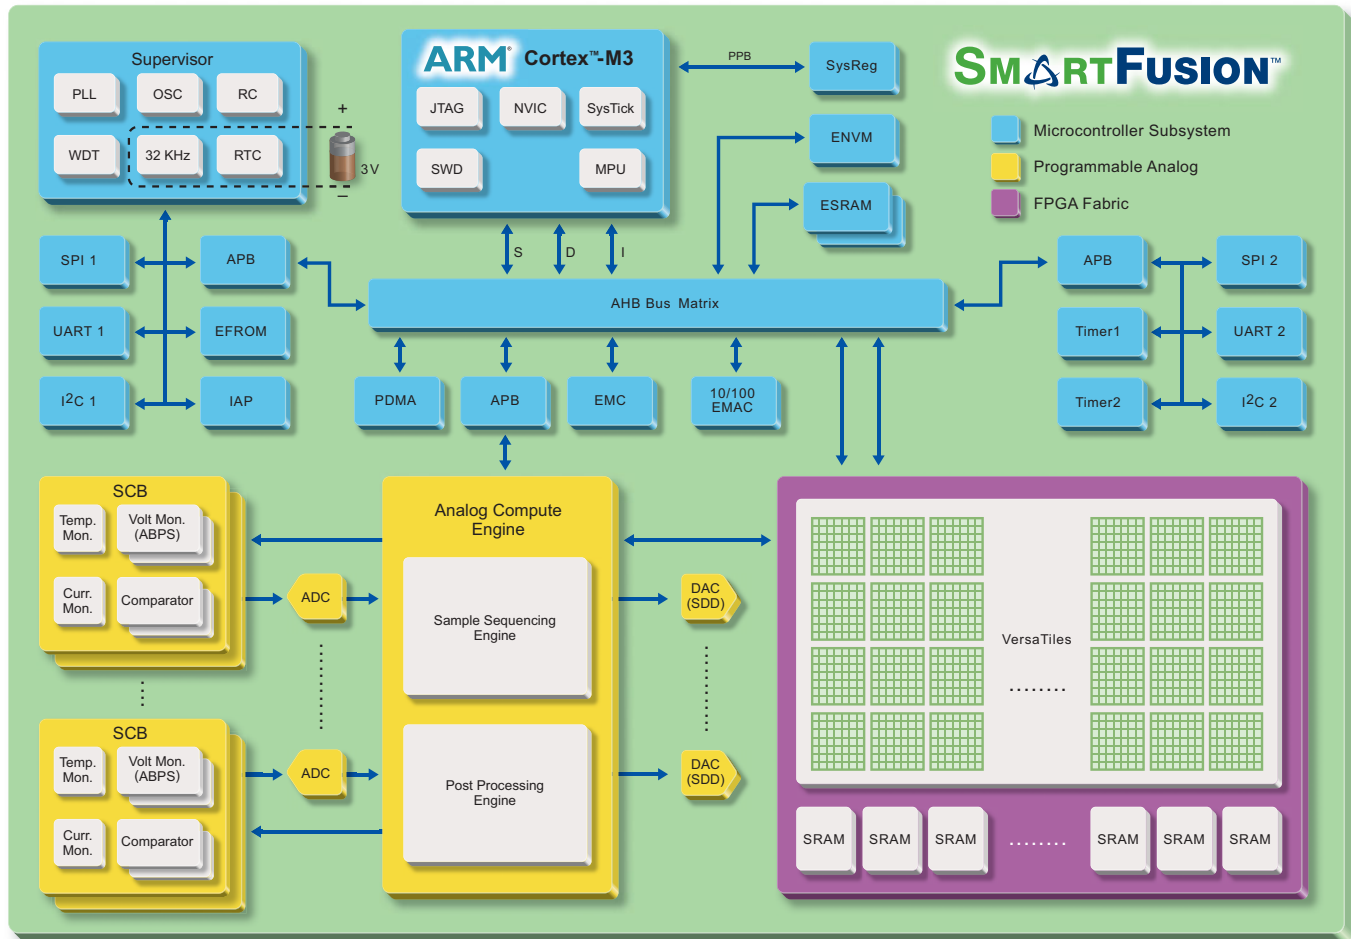 Supervisor
PLL
OSC
RC
WDT
32 KHz
RTC
+
3V
–
ARM® Cortex™-M3
JTAG
NVIC
SysTick
SWD
MPU
PPB
SysReg
ENVM
ESRAM
SMARTFUSION™
Microcontroller Subsystem
Programmable Analog
FPGA Fabric
S
D
I
SPI 1
APB
UART 1
EFROM
I²C 1
IAP
AHB Bus Matrix
PDMA
APB
EMC
10/100
EMAC
APB
SPI 2
Timer1
UART 2
Timer2
I²C 2
SCB
Temp.
Mon.
Volt Mon.
(ABPS)
Curr.
Mon.
Comparator
ADC
Analog Compute
Engine
Sample Sequencing
Engine
Post Processing
Engine
DAC
(SDD)
SCB
Temp.
Mon.
Volt Mon.
(ABPS)
Curr.
Mon.
Comparator
ADC
DAC
(SDD)
VersaTiles
........
SRAM
SRAM
SRAM
........
SRAM
SRAM
SRAM